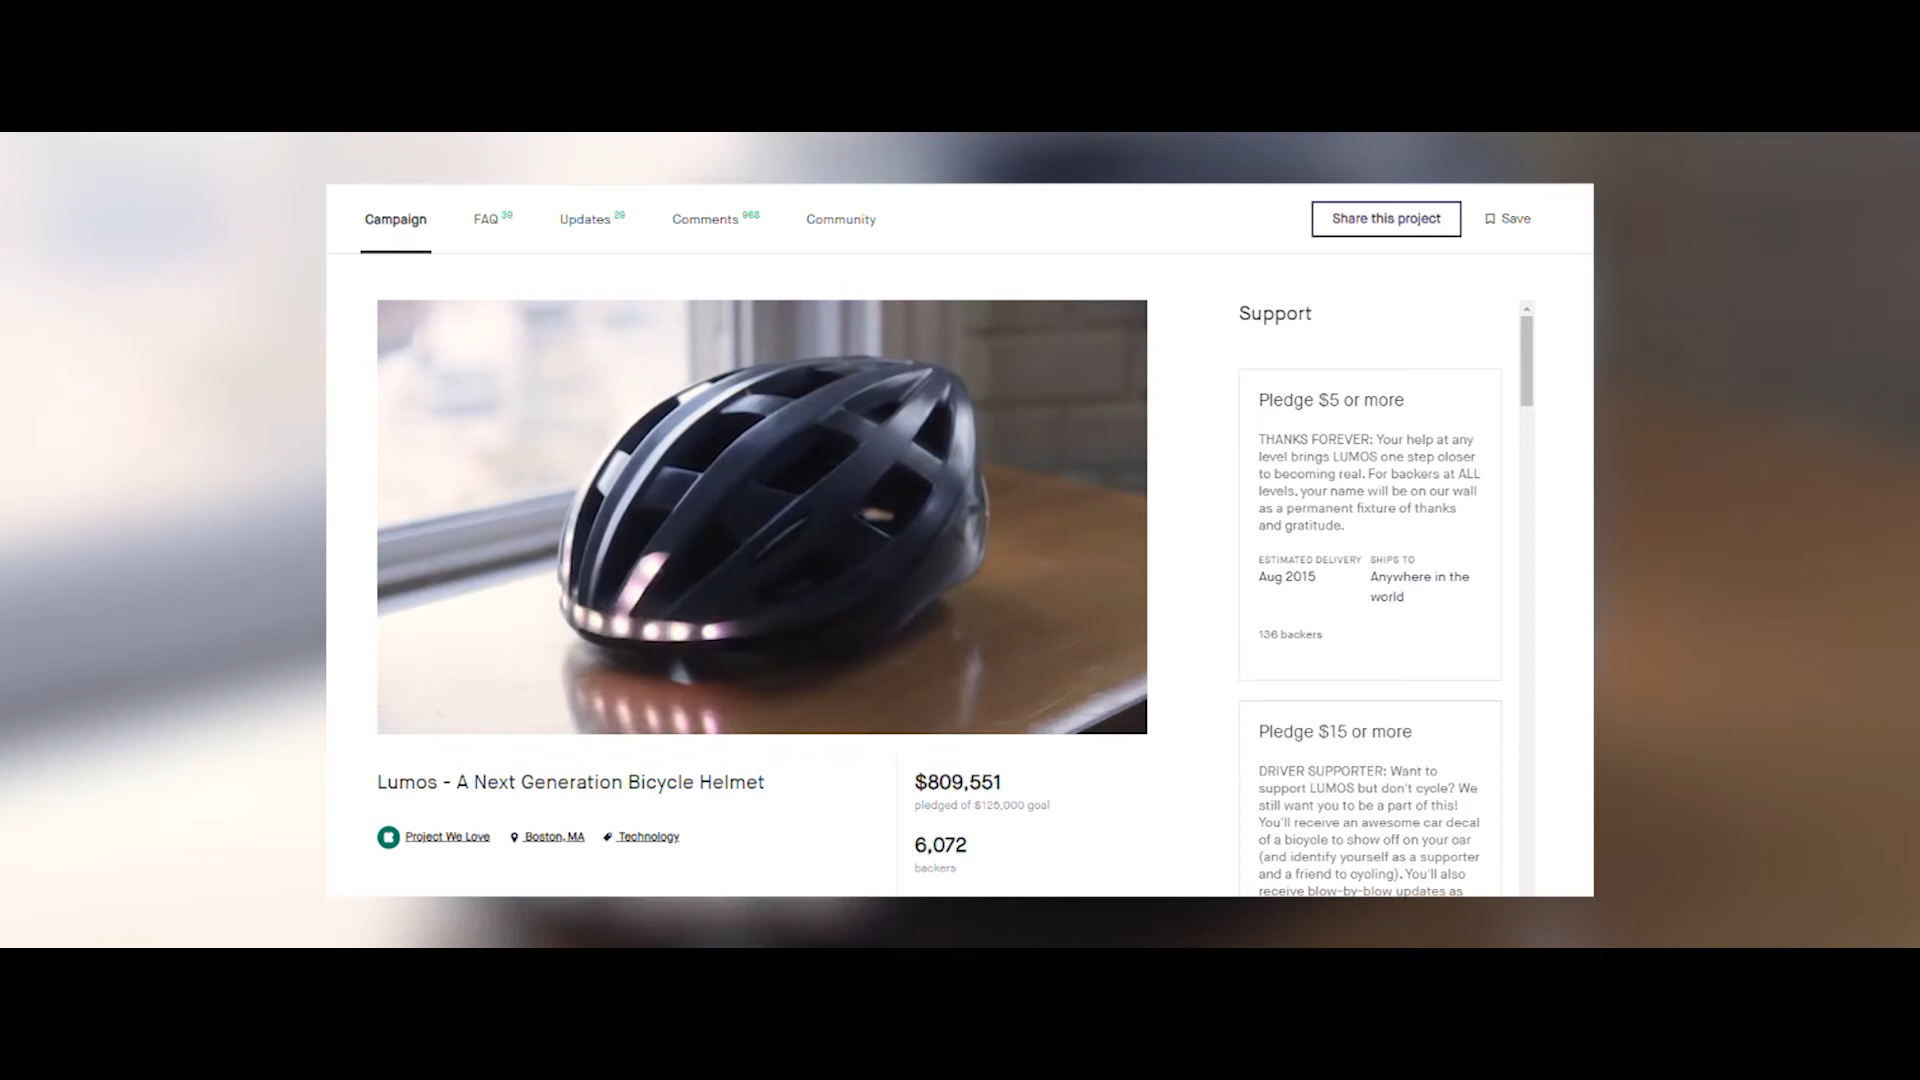 Campaign
FAQ 39
Updates 29
Comments 968
Community
Share this project
Save
Support
Pledge $5 or more
THANKS FOREVER: Your help at any
level brings LUMOS one step closer
to becoming real. For backers at ALL
levels, your name will be on our wall
as a permanent fixture of thanks
and gratitude.
ESTIMATED DELIVERY
Aug 2015
SHIPS TO
Anywhere in the
world
136 backers
Pledge $15 or more
DRIVER SUPPORTER: Want to
support LUMOS but don't cycle? We
still want you to be a part of this!
You'll receive an awesome car decal
of a bicycle to show off on your car
(and identify yourself as a supporter
and a friend to cycling). You'll also
receive blow-by-blow updates as
Lumos - A Next Generation Bicycle Helmet
Project We Love
Boston, MA
Technology
$809,551
pledged of $125,000 goal
6,072
backers